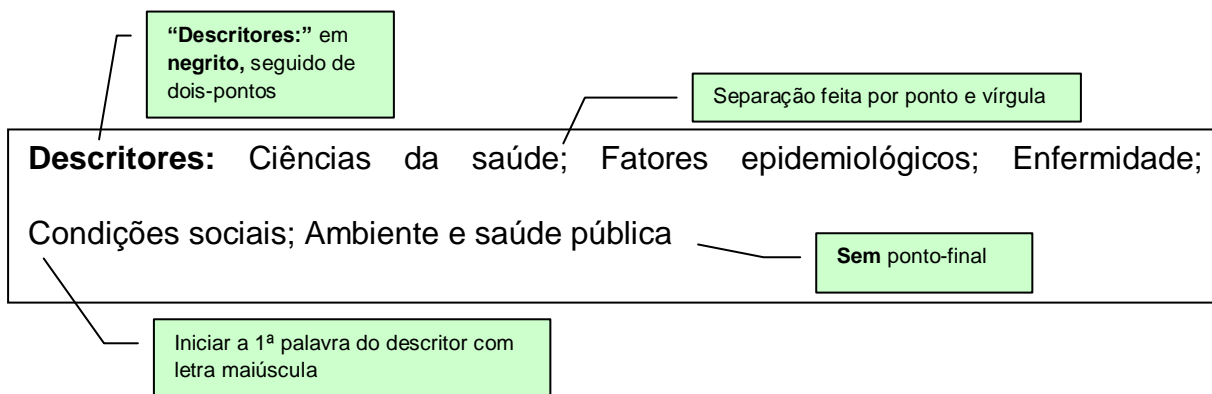 “Descritores:” em
negrito, seguido de
dois-pontos
Separação feita por ponto e vírgula
Descritores: Ciências da saúde; Fatores epidemiológicos; Enfermidade;
Condições sociais; Ambiente e saúde pública
Sem ponto-final
Iniciar a 1ª palavra do descritor com
letra maiúscula